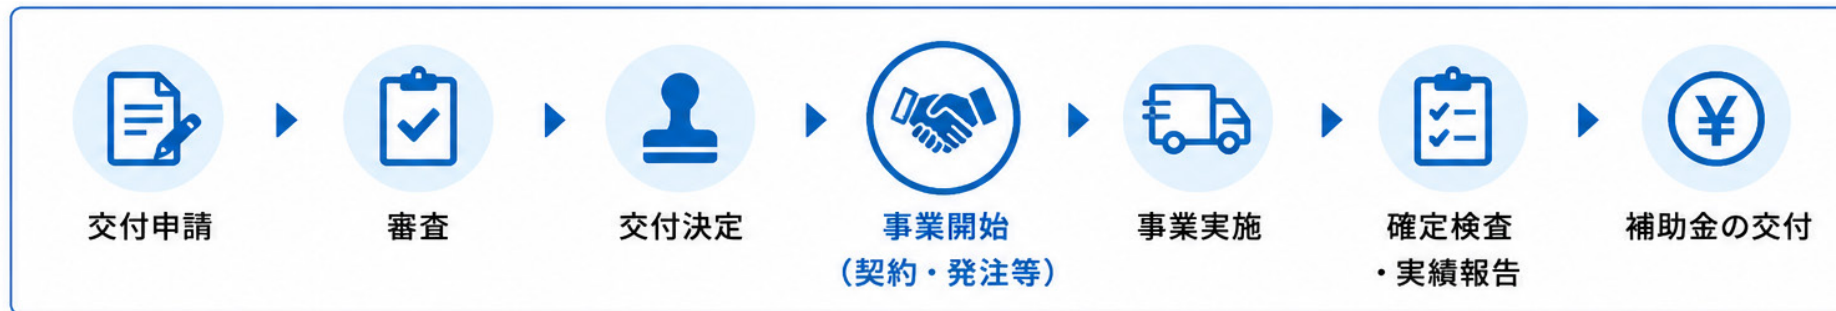 交付申請
審査
交付決定
事業開始
（契約・発注等）
事業実施
確定検査
・実績報告
¥
補助金の交付